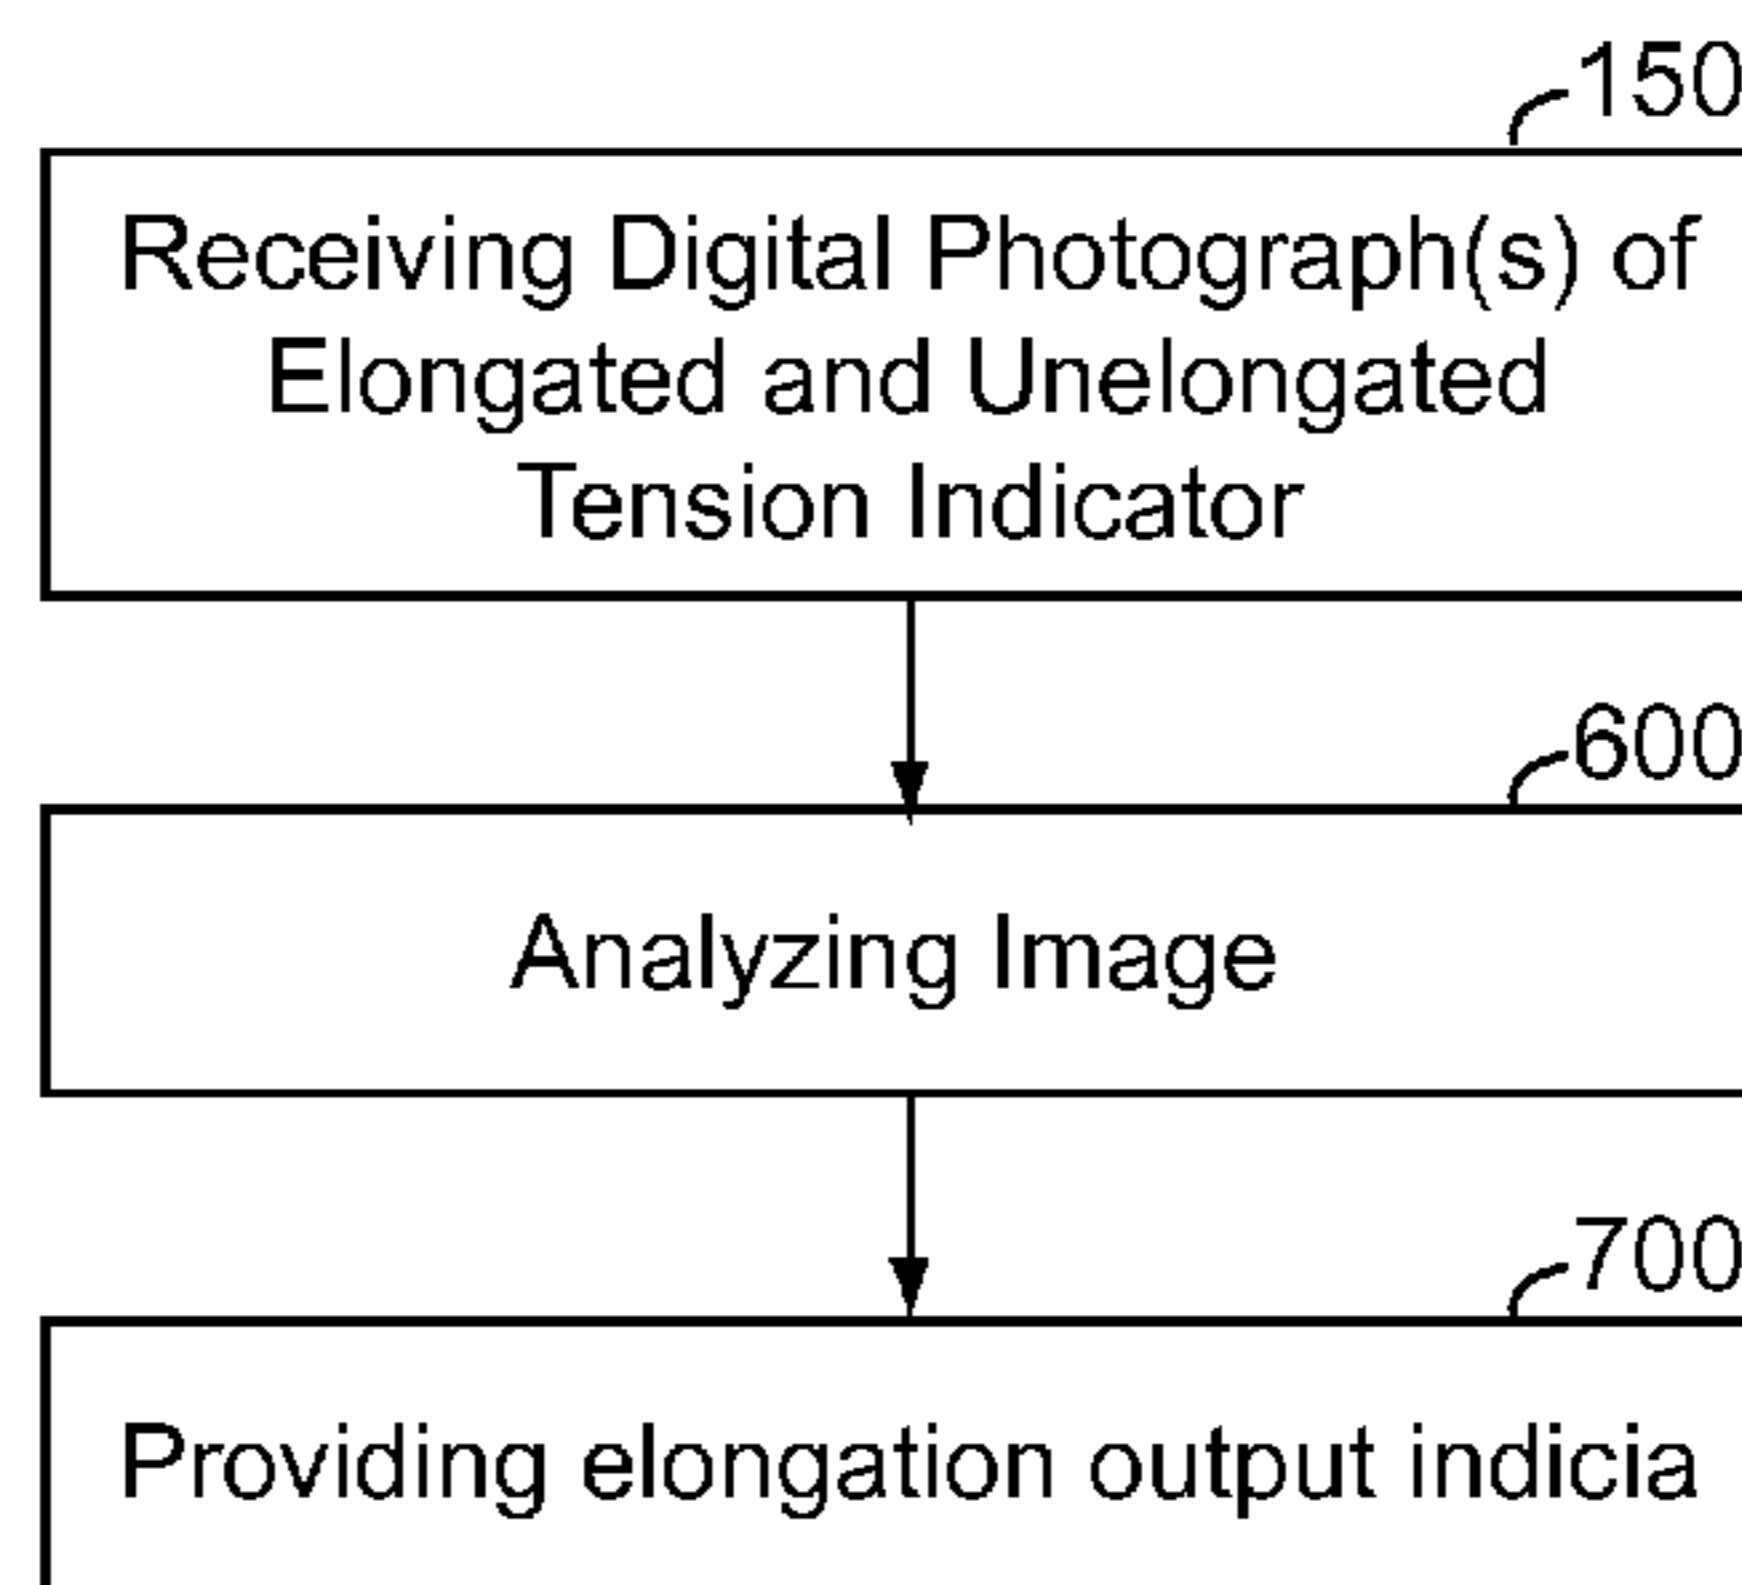 150
Receiving Digital Photograph(s) of
Elongated and Unelongated
Tension Indicator
600
Analyzing Image
700
Providing elongation output indicia